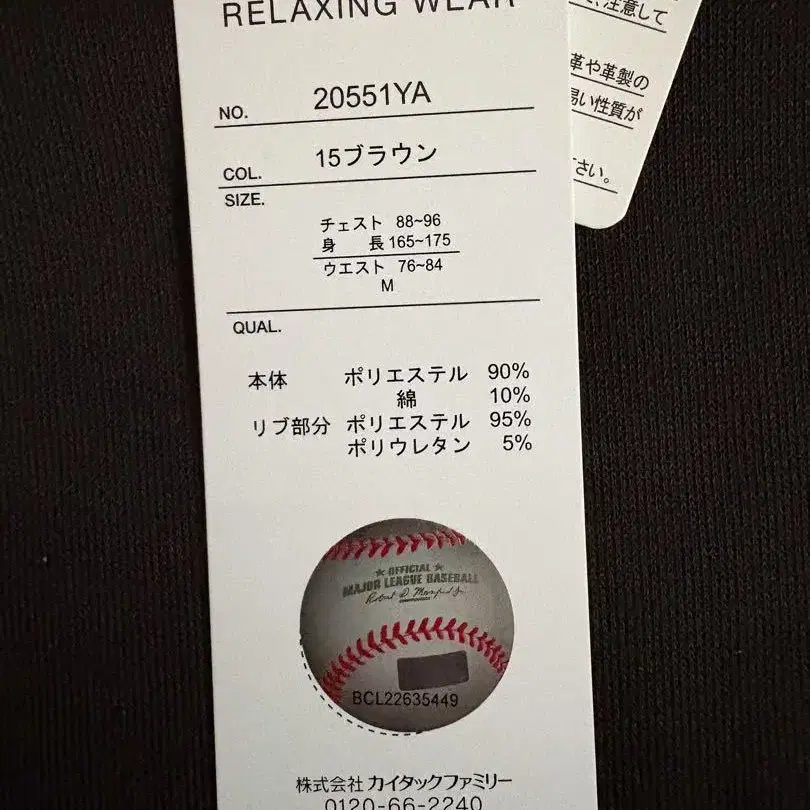 RELAXING WEAR
NO. 20551YA
COL. 15ブラウン
SIZE.
チェスト 88~96
身 長 165~175
ウエスト 76~84
M
QUAL.
本体 ポリエステル 90%
綿 10%
リブ部分 ポリエステル 95%
ポリウレタン 5%
★ OFFICIAL ★
MAJOR LEAGUE BASEBALL
Robert D. Manfred Jr.
BCL22635449
株式会社 カイタックファミリー
0120-66-2240
、注意して
革や革製の
易い性質が
さい。